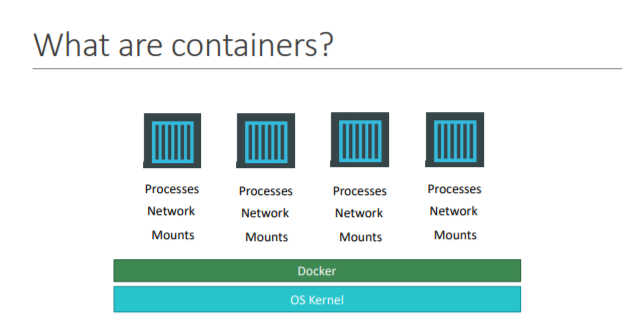 What are containers?
Processes Processes Processes Processes
Network Network Network Network
Mounts Mounts Mounts Mounts
Docker
OS Kernel